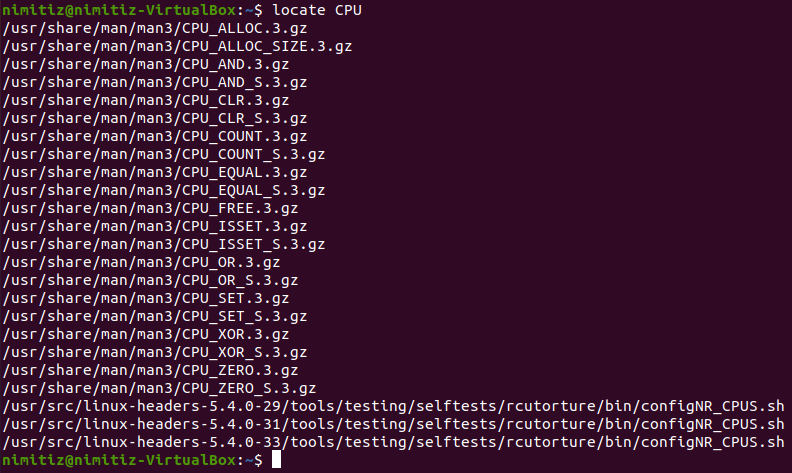 nimitiz@nimitiz-VirtualBox:~$ locate CPU
/usr/share/man/man3/CPU_ALLOC.3.gz
/usr/share/man/man3/CPU_ALLOC_SIZE.3.gz
/usr/share/man/man3/CPU_AND.3.gz
/usr/share/man/man3/CPU_AND_S.3.gz
/usr/share/man/man3/CPU_CLR.3.gz
/usr/share/man/man3/CPU_CLR_S.3.gz
/usr/share/man/man3/CPU_COUNT.3.gz
/usr/share/man/man3/CPU_COUNT_S.3.gz
/usr/share/man/man3/CPU_EQUAL.3.gz
/usr/share/man/man3/CPU_EQUAL_S.3.gz
/usr/share/man/man3/CPU_FREE.3.gz
/usr/share/man/man3/CPU_ISSET.3.gz
/usr/share/man/man3/CPU_ISSET_S.3.gz
/usr/share/man/man3/CPU_OR.3.gz
/usr/share/man/man3/CPU_OR_S.3.gz
/usr/share/man/man3/CPU_SET.3.gz
/usr/share/man/man3/CPU_SET_S.3.gz
/usr/share/man/man3/CPU_XOR.3.gz
/usr/share/man/man3/CPU_XOR_S.3.gz
/usr/share/man/man3/CPU_ZERO.3.gz
/usr/share/man/man3/CPU_ZERO_S.3.gz
/usr/src/linux-headers-5.4.0-29/tools/testing/selftests/rcutorture/bin/configNR_CPUS.sh
/usr/src/linux-headers-5.4.0-31/tools/testing/selftests/rcutorture/bin/configNR_CPUS.sh
/usr/src/linux-headers-5.4.0-33/tools/testing/selftests/rcutorture/bin/configNR_CPUS.sh
nimitiz@nimitiz-VirtualBox:~$